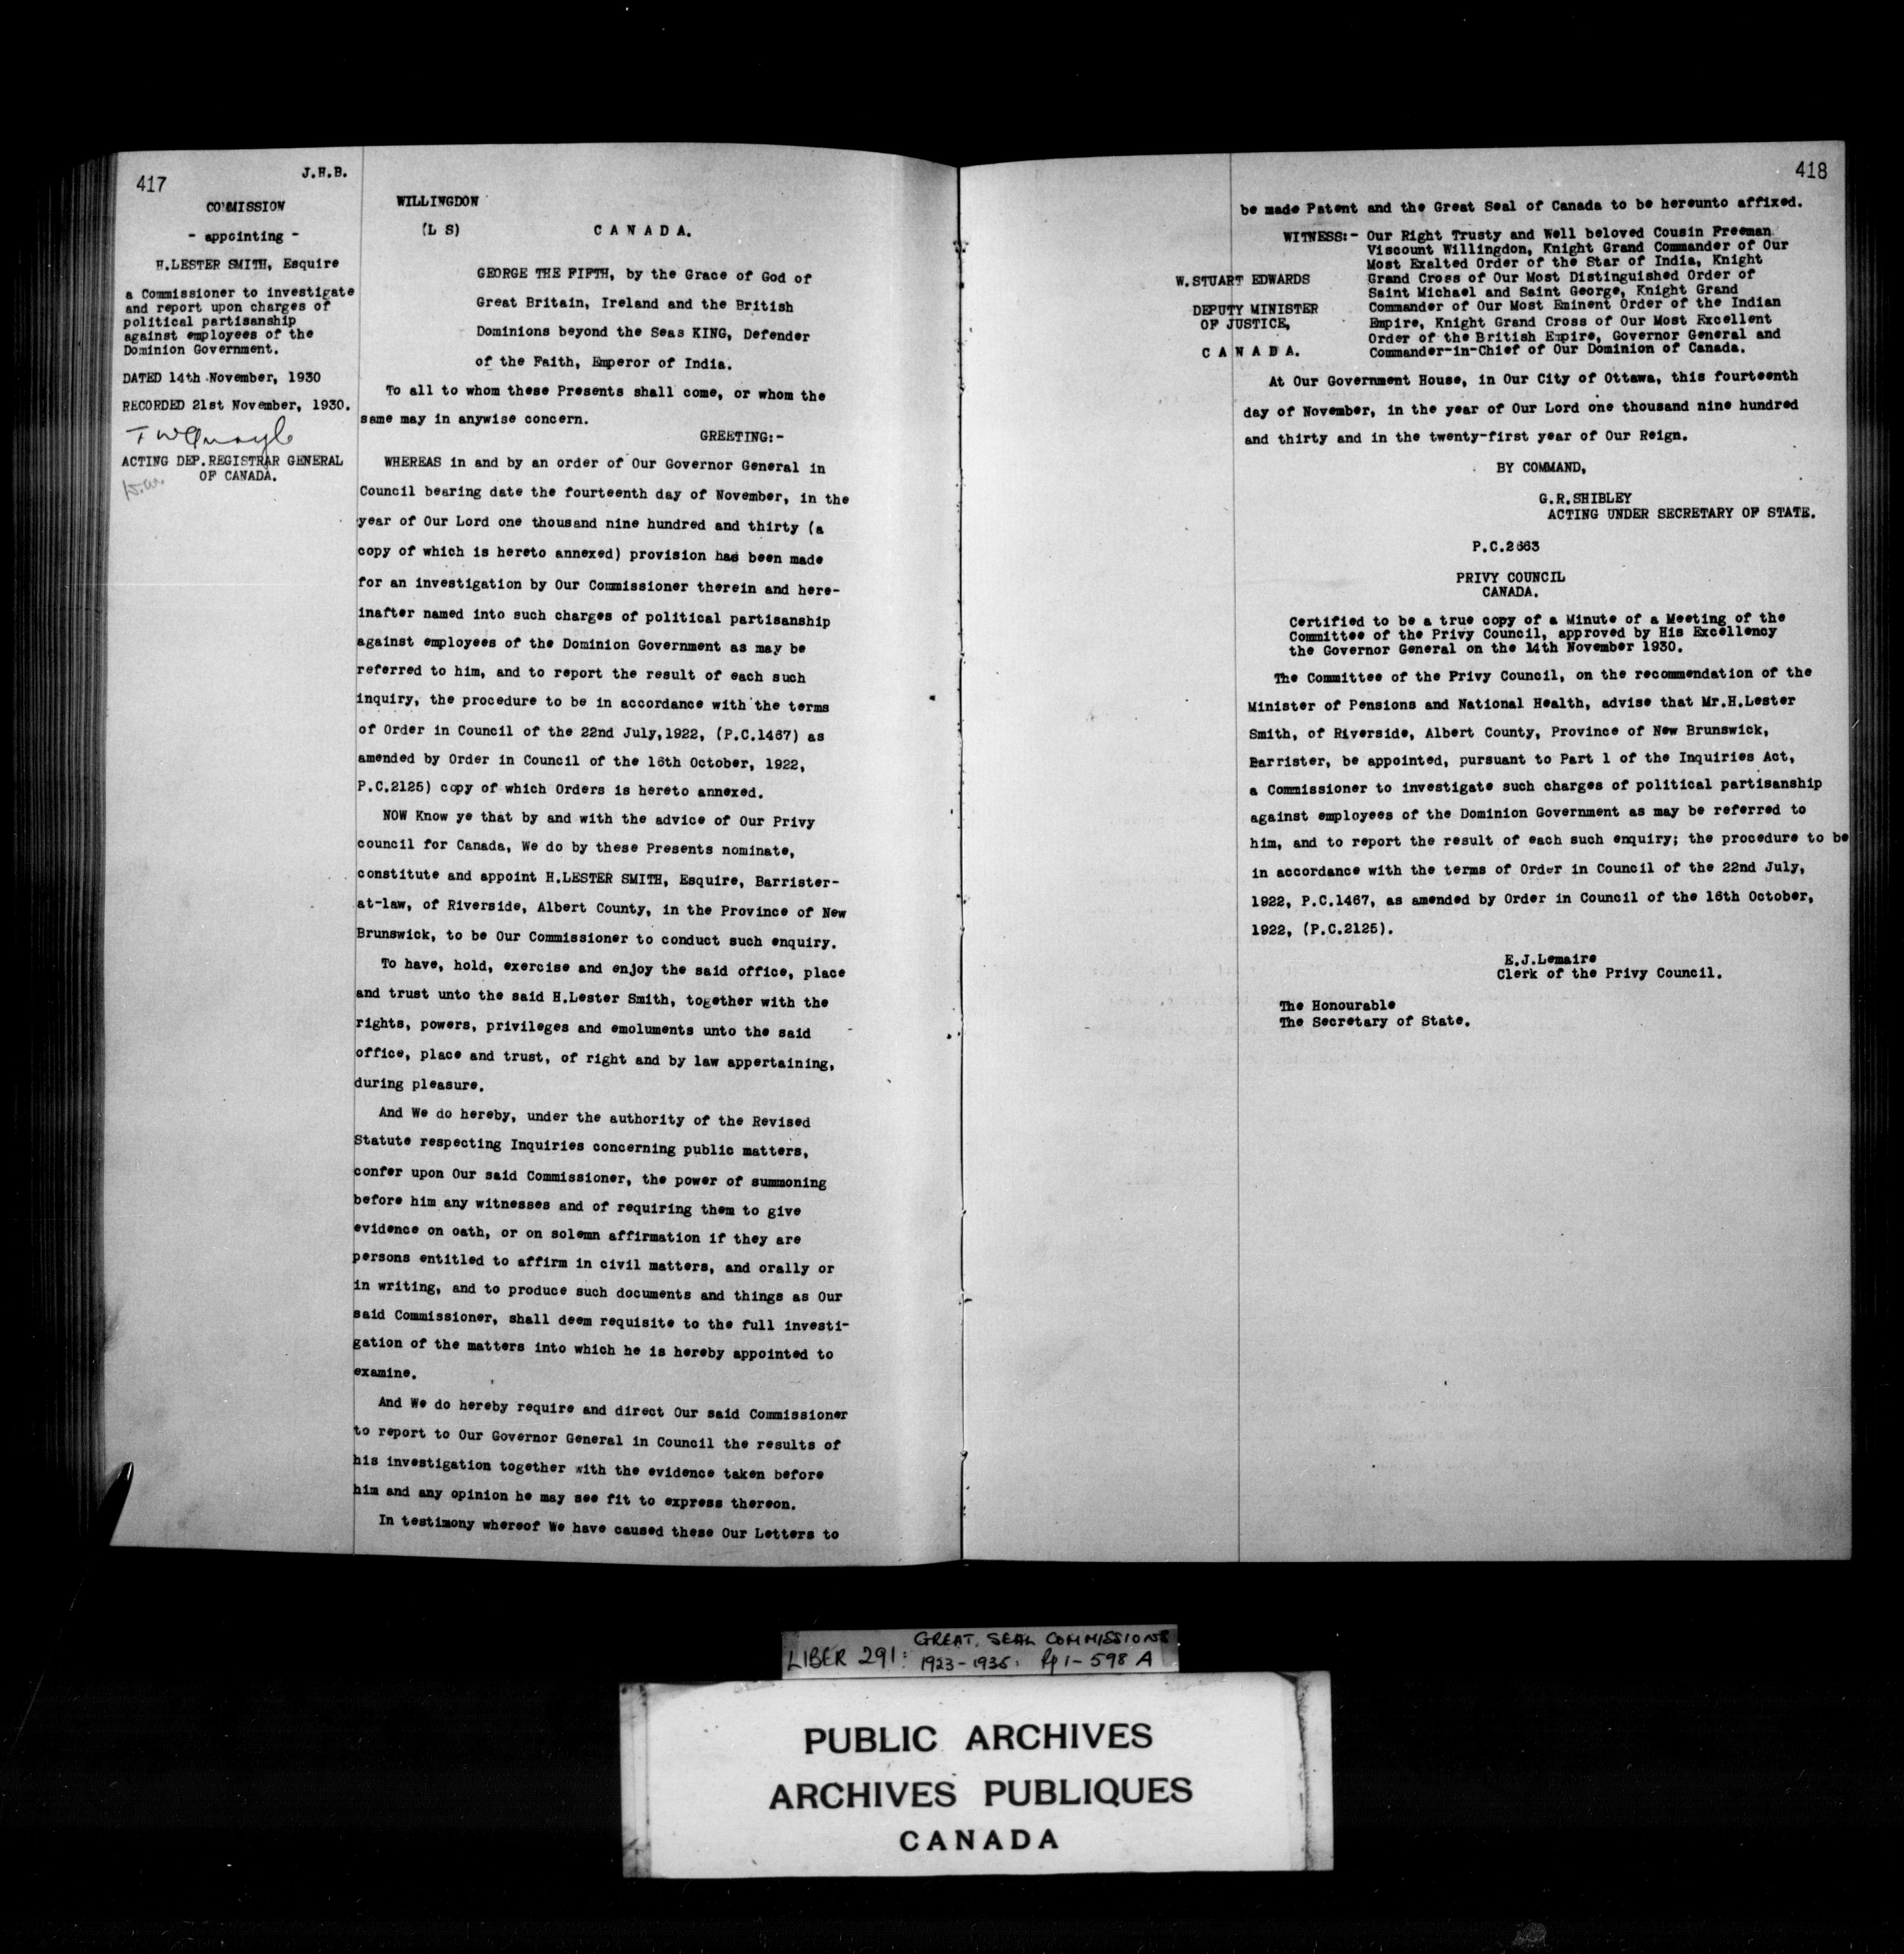 417
J.H.B.
COMMISSION
- appointing -
H.LESTER SMITH, Esquire
a Commissioner to investigate
and report upon charges of
political partisanship
against employees of the
Dominion Government.
DATED 14th November, 1930
RECORDED 21st November, 1930.
ACTING DEP.REGISTRAR GENERAL
OF CANADA.
WILLINGDON
(L S)
CANADA.
GEORGE THE FIFTH, by the Grace of God of
Great Britain, Ireland and the British
Dominions beyond the Seas KING, Defender
of the Faith, Emperor of India.
To all to whom these Presents shall come, or whom the
same may in anywise concern.
GREETING:-
WHEREAS in and by an order of Our Governor General in
Council bearing date the fourteenth day of November, in the
year of Our Lord one thousand nine hundred and thirty (a
copy of which is hereto annexed) provision has been made
for an investigation by Our Commissioner therein and here-
inafter named into such charges of political partisanship
against employees of the Dominion Government as may be
referred to him, and to report the result of each such
inquiry, the procedure to be in accordance with the terms
of Order in Council of the 22nd July,1922, (P.C.1467) as
amended by Order in Council of the 16th October, 1922,
P.C.2125) copy of which Orders is hereto annexed.
NOW Know ye that by and with the advice of Our Privy
council for Canada, We do by these Presents nominate,
constitute and appoint H.LESTER SMITH, Esquire, Barrister-
at-law, of Riverside, Albert County, in the Province of New
Brunswick, to be Our Commissioner to conduct such enquiry.
To have, hold, exercise and enjoy the said office, place
and trust unto the said H.Lester Smith, together with the
rights, powers, privileges and emoluments unto the said
office, place and trust, of right and by law appertaining,
during pleasure.
And We do hereby, under the authority of the Revised
Statute respecting Inquiries concerning public matters,
confer upon Our said Commissioner, the power of summoning
before him any witnesses and of requiring them to give
evidence on oath, or on solemn affirmation if they are
persons entitled to affirm in civil matters, and orally or
in writing, and to produce such documents and things as Our
said Commissioner, shall deem requisite to the full investi-
gation of the matters into which he is hereby appointed to
examine.
And We do hereby require and direct Our said Commissioner
to report to Our Governor General in Council the results of
his investigation together with the evidence taken before
him and any opinion he may see fit to express thereon.
In testimony whereof We have caused these Our Letters to
418
be made Patent and the Great Seal of Canada to be hereunto affixed.
WITNESS:- Our Right Trusty and Well beloved Cousin Freeman
Viscount Willingdon, Knight Grand Commander of Our
Most Exalted Order of the Star of India, Knight
Grand Cross of Our Most Distinguished Order of
Saint Michael and Saint George, Knight Grand
Commander of Our Most Eminent Order of the Indian
Empire, Knight Grand Cross of Our Most Excellent
Order of the British Empire, Governor General and
Commander-in-Chief of Our Dominion of Canada.
W.STUART EDWARDS
DEPUTY MINISTER
OF JUSTICE,
CANADA.
At Our Government House, in Our City of Ottawa, this fourteenth
day of November, in the year of Our Lord one thousand nine hundred
and thirty and in the twenty-first year of Our Reign.
BY COMMAND,
G.R.SHIBLEY
ACTING UNDER SECRETARY OF STATE.
P.C.2663
PRIVY COUNCIL
CANADA.
Certified to be a true copy of a Minute of a Meeting of the
Committee of the Privy Council, approved by His Excellency
the Governor General on the 14th November 1930.
The Committee of the Privy Council, on the recommendation of the
Minister of Pensions and National Health, advise that Mr.H.Lester
Smith, of Riverside, Albert County, Province of New Brunswick,
Barrister, be appointed, pursuant to Part 1 of the Inquiries Act,
a Commissioner to investigate such charges of political partisanship
against employees of the Dominion Government as may be referred to
him, and to report the result of each such enquiry; the procedure to be
in accordance with the terms of Order in Council of the 22nd July,
1922, P.C.1467, as amended by Order in Council of the 16th October,
1922, (P.C.2125).
E.J.Lemaire
Clerk of the Privy Council.
The Honourable
The Secretary of State.
LIBER 291: GREAT SEAL COMMISSIONS
1923-1936: Pp 1-598 A
PUBLIC ARCHIVES
ARCHIVES PUBLIQUES
CANADA